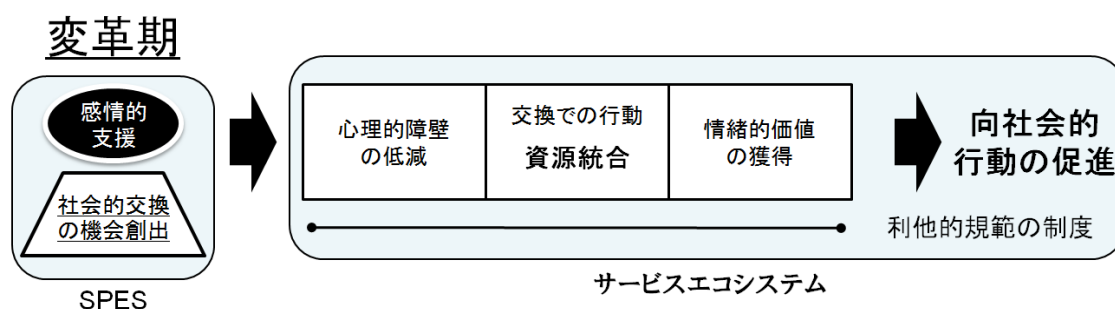 変革期
感情的
支援
社会的交換
の機会創出
SPES
心理的障壁
の低減
交換での行動
資源統合
情緒的価値
の獲得
向社会的
行動の促進
利他的規範の制度
サービスエコシステム